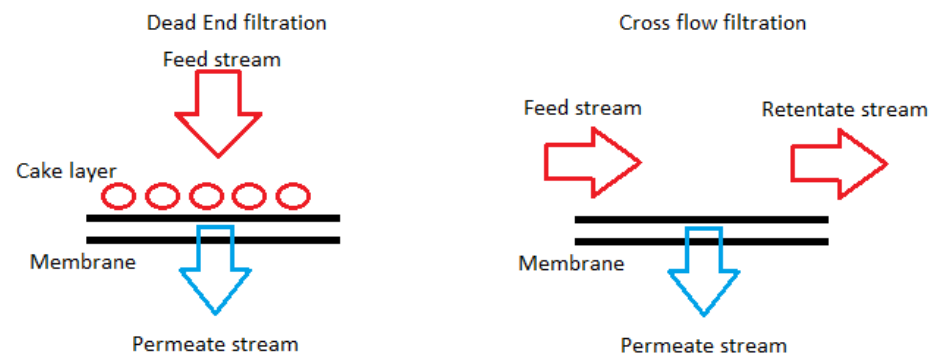 Dead End filtration
Feed stream
Cake layer
Membrane
Permeate stream
Cross flow filtration
Feed stream
Retentate stream
Membrane
Permeate stream